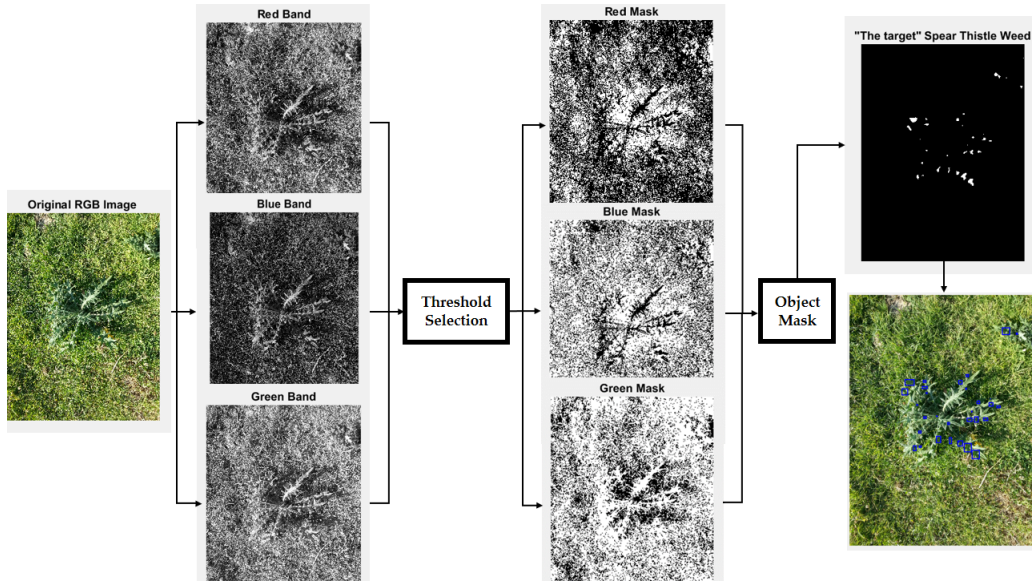 Original RGB Image
Red Band
Blue Band
Green Band
Threshold
Selection
Red Mask
Blue Mask
Green Mask
Object
Mask
"The target" Spear Thistle Weed